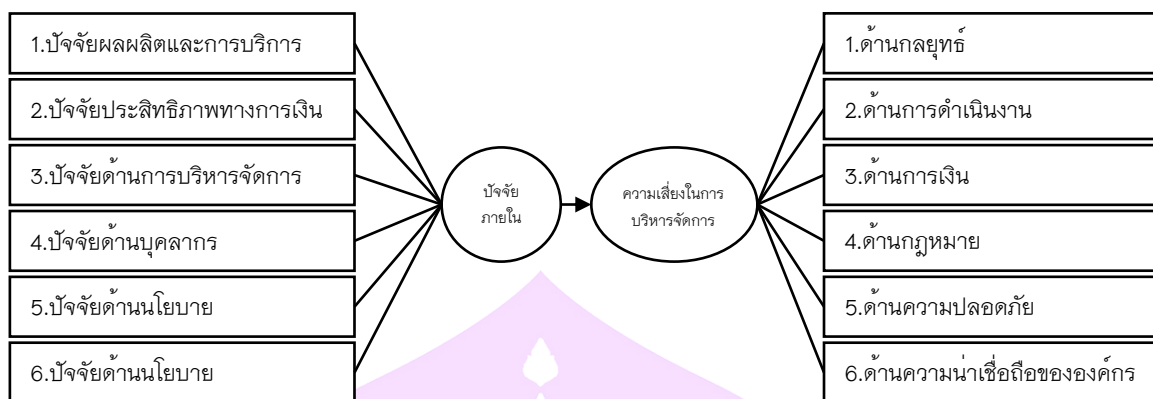 1.ปัจจัยผลผลิตและการบริการ
2.ปัจจัยประสิทธิภาพทางการเงิน
3.ปัจจัยด้านการบริหารจัดการ
4.ปัจจัยด้านบุคลากร
5.ปัจจัยด้านนโยบาย
6.ปัจจัยด้านนโยบาย
ปัจจัย
ภายใน
ความเสี่ยงในการ
บริหารจัดการ
1.ด้านกลยุทธ์
2.ด้านการดำเนินงาน
3.ด้านการเงิน
4.ด้านกฎหมาย
5.ด้านความปลอดภัย
6.ด้านความน่าเชื่อถือขององค์กร